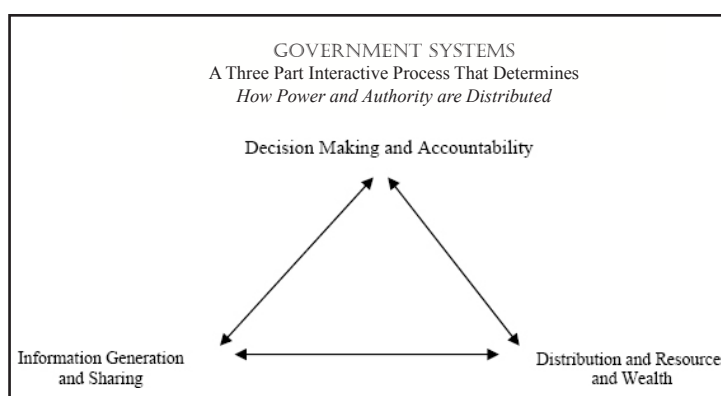 GOVERNMENT SYSTEMS
A Three Part Interactive Process That Determines
How Power and Authority are Distributed
Decision Making and Accountability
Information Generation
and Sharing
Distribution and Resource
and Wealth